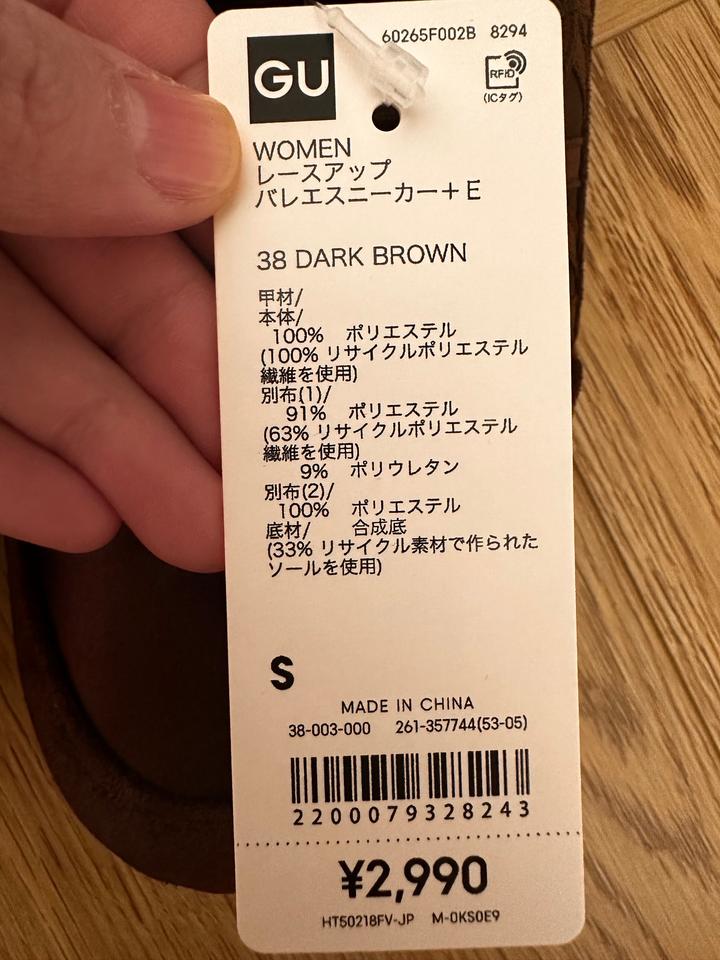 60265F002B 8294
GU
RFID
(ICタグ)
WOMEN
レースアップ
バレエスニーカー+E
38 DARK BROWN
甲材/
本体/
100% ポリエステル
(100% リサイクルポリエステル
繊維を使用)
別布(1)/
91% ポリエステル
(63% リサイクルポリエステル
繊維を使用)
9% ポリウレタン
別布(2)/
100% ポリエステル
底材/ 合成底
(33% リサイクル素材で作られた
ソールを使用)
S
MADE IN CHINA
38-003-000 261-357744(53-05)
2200079328243
¥2,990
HT50218FV-JP M-0KS0E9